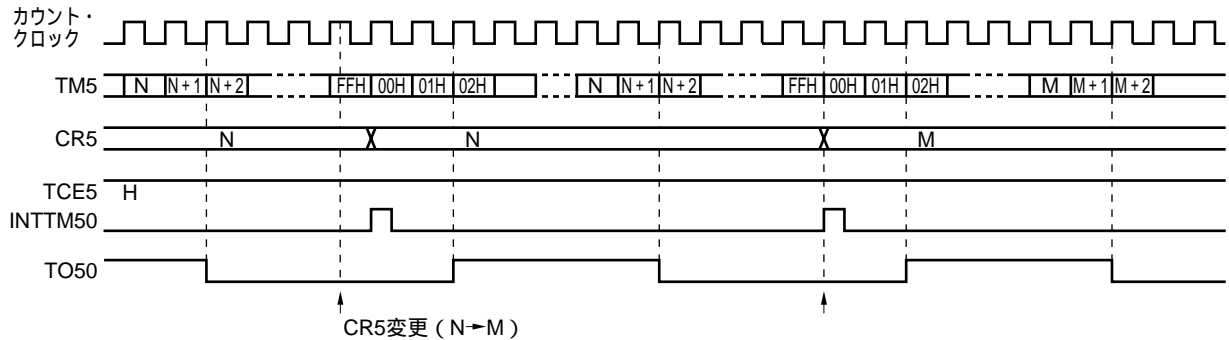 カウント・
クロック
TM5 N N+1 N+2 FFH 00H 01H 02H N N+1 N+2 FFH 00H 01H 02H M M+1 M+2
CR5 N N M
TCE5 H
INTTM50
TO50
CR5変更（N→M）